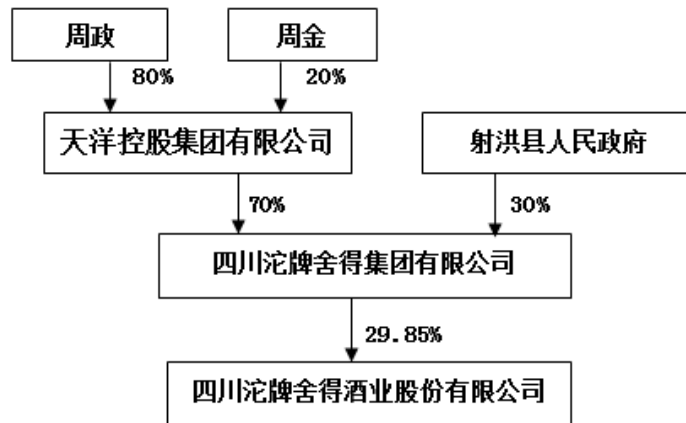 周政
周金
80%
20%
天洋控股集团有限公司
射洪县人民政府
70%
30%
四川沱牌舍得集团有限公司
29.85%
四川沱牌舍得酒业股份有限公司